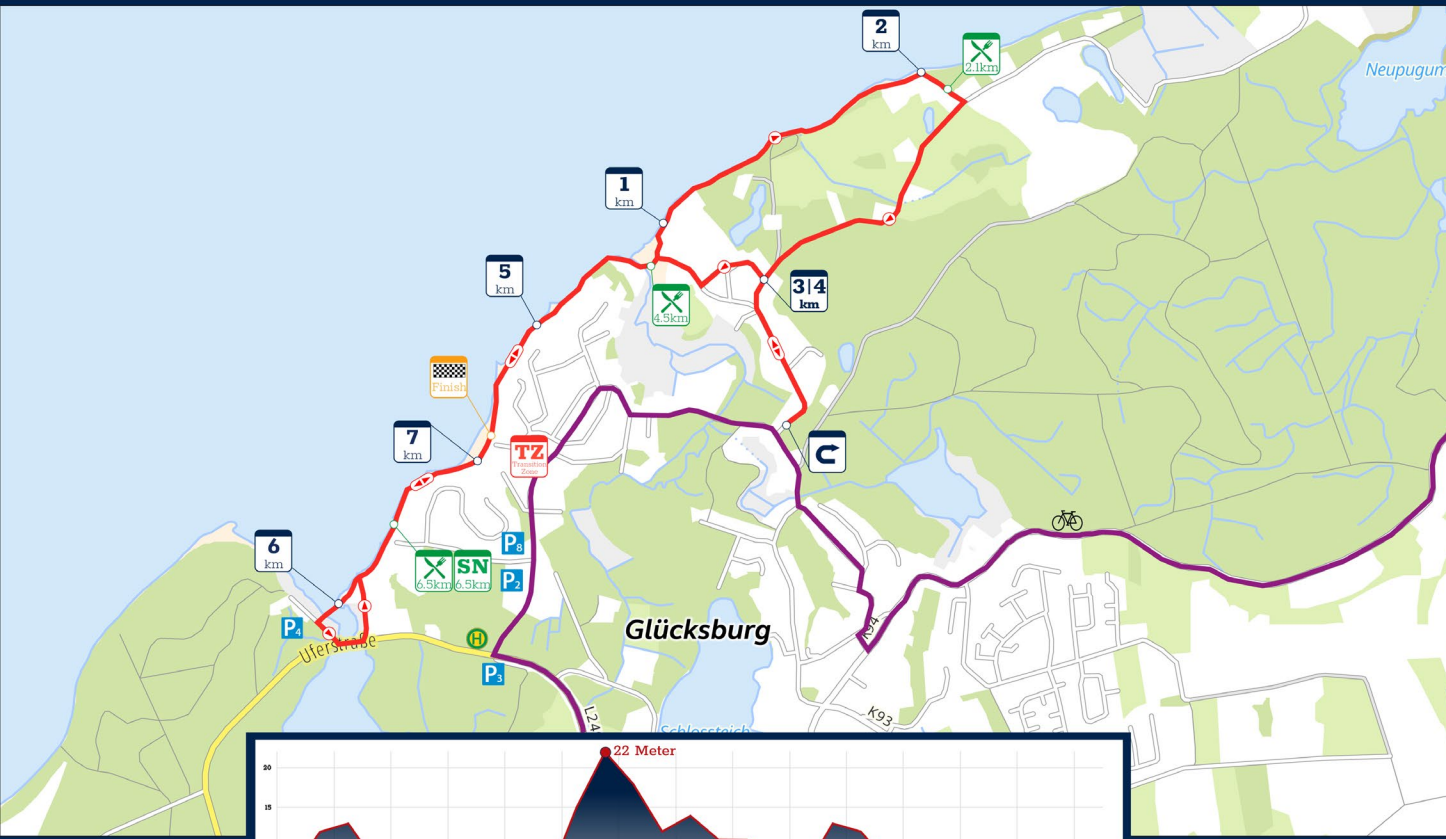 2
km
2.1km
Neupugum
1
km
5
km
3|4
km
4.5km
Finish
7
km
TZ
Transition
Zone
6
km
P8
6.5km
SN
6.5km
P2
P4
Uferstraße
H
Glücksburg
K94
P3
L24
K93
Schlossteich
22 Meter
20
15